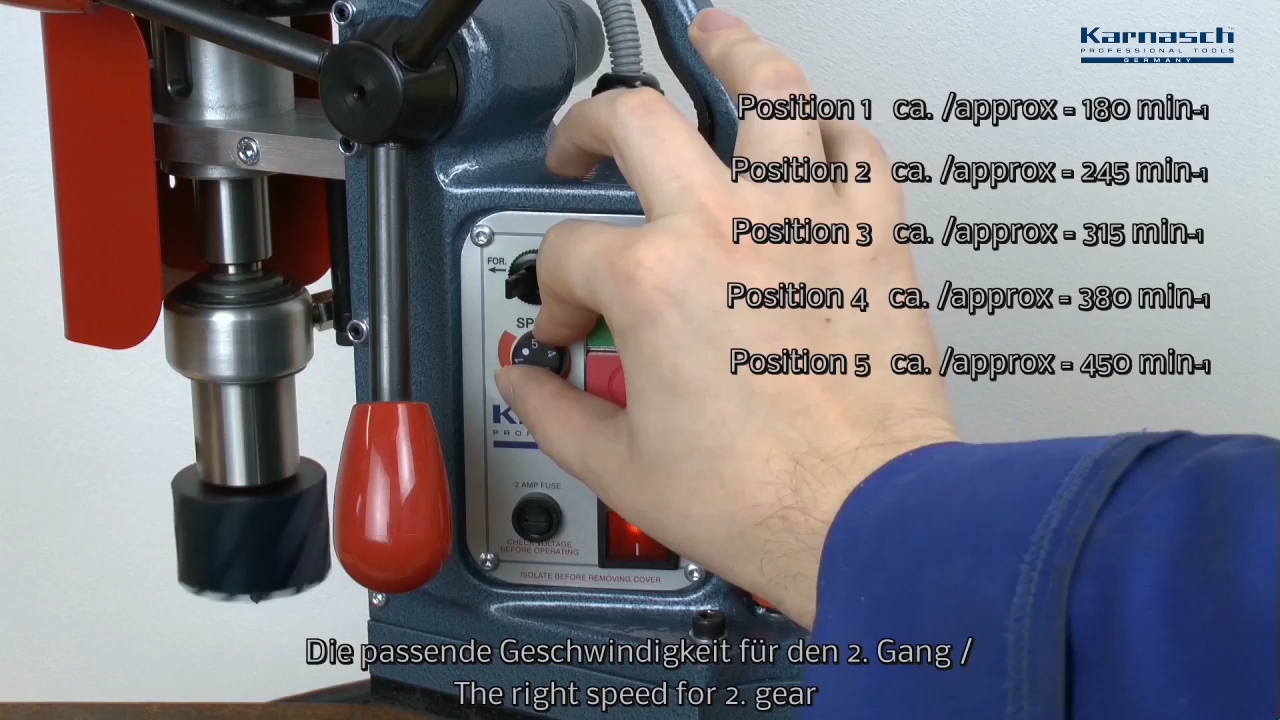 Karnasch
PROFESSIONAL TOOLS
GERMANY
Position 1 ca. /approx - 180 min-1
Position 2 ca. /approx - 245 min-1
Position 3 ca. /approx - 315 min-1
Position 4 ca. /approx - 380 min-1
Position 5 ca. /approx - 450 min-1
FOR.
5
2 AMP FUSE
CHECK VOLTAGE
BEFORE OPERATING
ISOLATE BEFORE REMOVING COVER
Die passende Geschwindigkeit für den 2. Gang /
The right speed for 2. gear